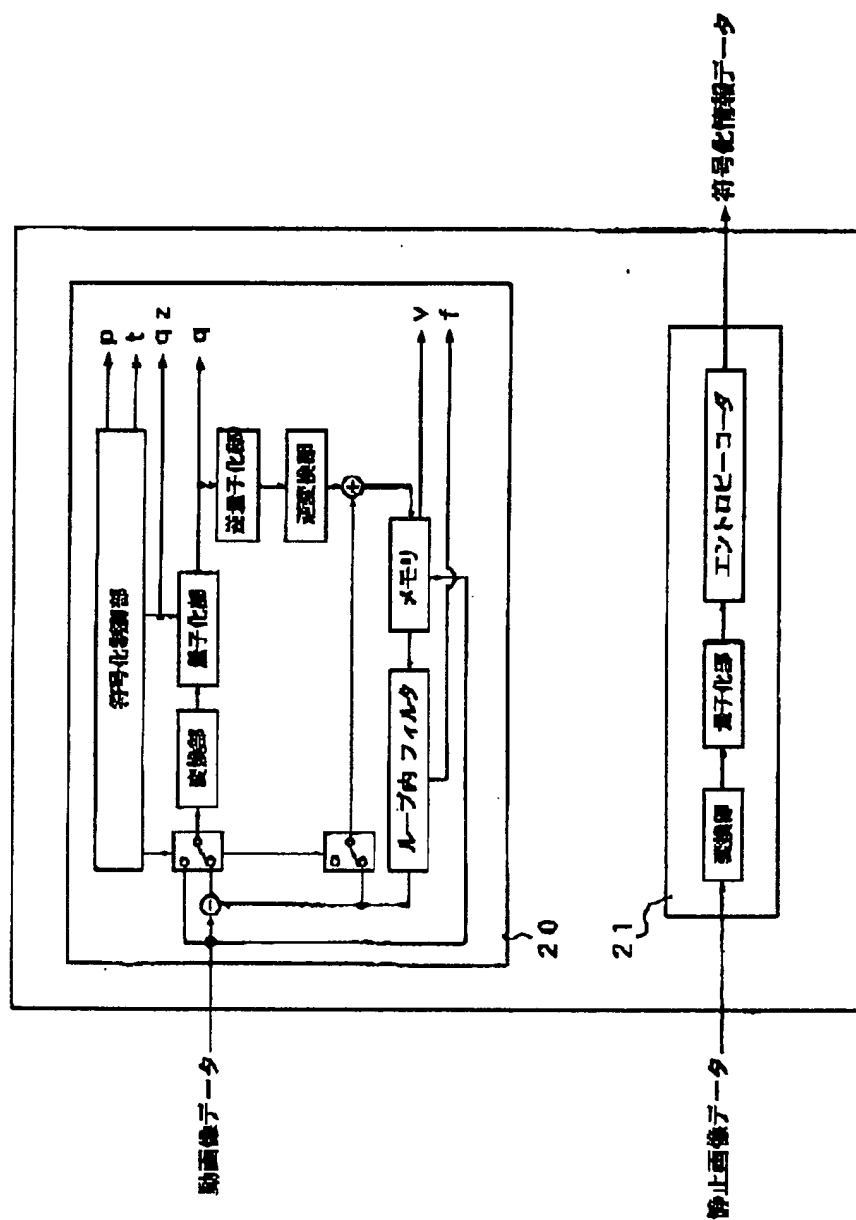 動画像データ
符号化制御部
p
t
q z
q
変換部
量子化部
逆量子化部
逆変換部
ループ内フィルタ
メモリ
v
f
20
静止画像データ
21
変換部
量子化部
エントロピーコーダ
符号化情報データ